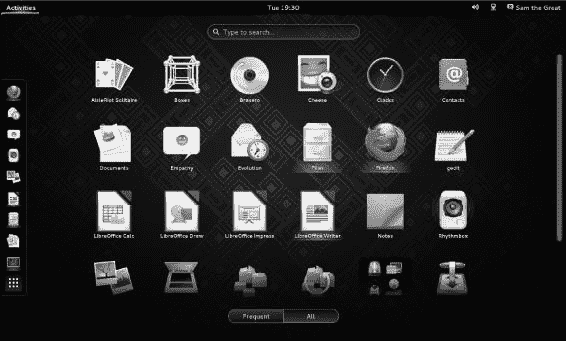 Activities
Tue 19:30
Sam the Great
Type to search...
AisleRiot Solitaire
Boxes
Brasero
Cheese
Clocks
Contacts
Documents
Empathy
Evolution
Files
Firefox
gedit
LibreOffice Calc
LibreOffice Draw
LibreOffice Impress
LibreOffice Writer
Notes
Rhythmbox
Frequent
All